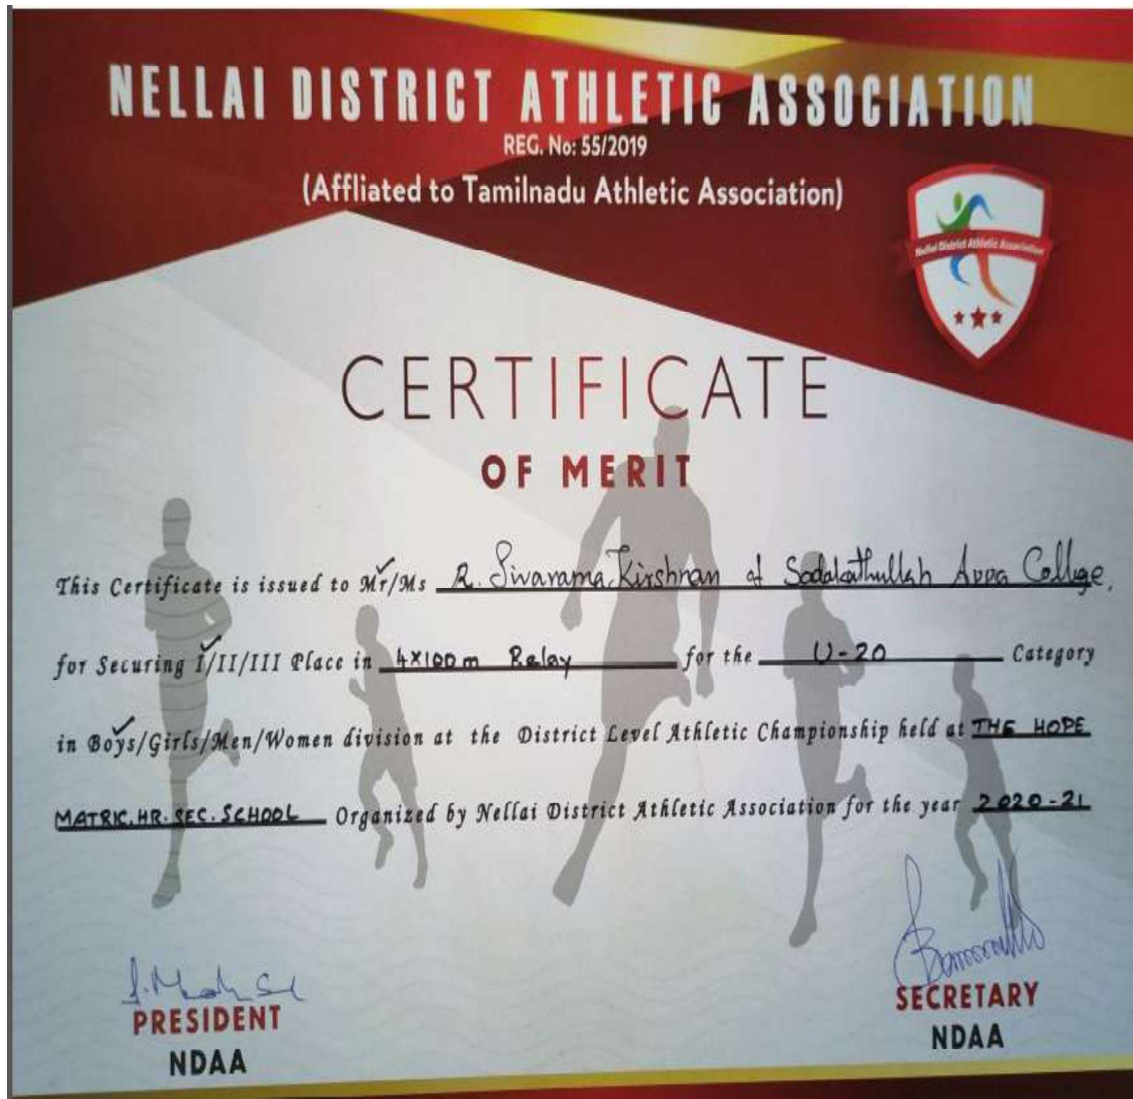 NELLAI DISTRICT ATHLETIC ASSOCIATION
REG. No: 55/2019
(Affliated to Tamilnadu Athletic Association)
Nellai District Athletic Association
CERTIFICATE
OF MERIT
This Certificate is issued to Mr/Ms R. Sivarama Kirshnan of Sadakathullah Appa College,
for Securing I/II/III Place in 4x100m Relay for the U-20 Category
in Boys/Girls/Men/Women division at the District Level Athletic Championship held at THE HOPE
MATRIC.HR.SEC.SCHOOL Organized by Nellai District Athletic Association for the year 2020-21
PRESIDENT
NDAA
SECRETARY
NDAA